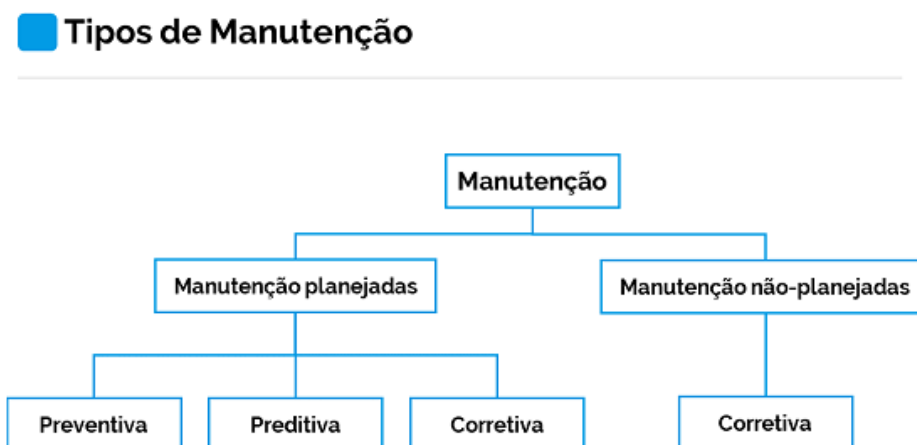 Tipos de Manutenção
Manutenção
Manutenção planejadas
Manutenção não-planejadas
Preventiva
Preditiva
Corretiva
Corretiva